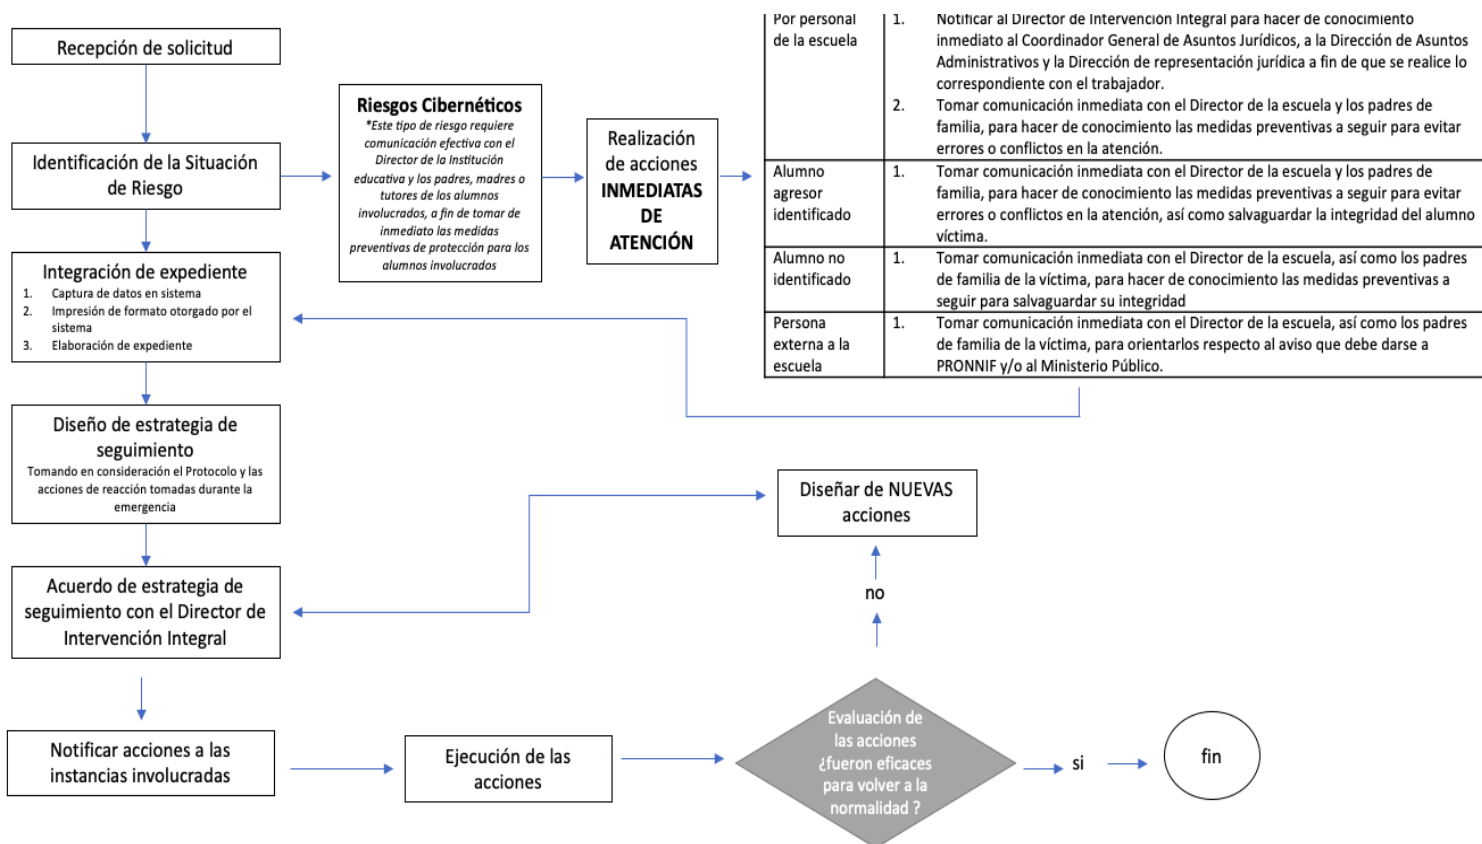 Recepción de solicitud
Identificación de la Situación
de Riesgo
Riesgos Cibernéticos
*Este tipo de riesgo requiere
comunicación efectiva con el
Director de la Institución
educativa y los padres, madres o
tutores de los alumnos
involucrados, a fin de tomar de
inmediato las medidas
preventivas de protección para los
alumnos involucrados
Realización
de acciones
INMEDIATAS
DE
ATENCIÓN
Por personal
de la escuela
1. Notificar al Director de Intervención Integral para hacer de conocimiento
inmediato al Coordinador General de Asuntos Jurídicos, a la Dirección de Asuntos
Administrativos y la Dirección de representación jurídica a fin de que se realice lo
correspondiente con el trabajador.
2. Tomar comunicación inmediata con el Director de la escuela y los padres de
familia, para hacer de conocimiento las medidas preventivas a seguir para evitar
errores o conflictos en la atención.
Alumno
agresor
identificado
1. Tomar comunicación inmediata con el Director de la escuela y los padres de
familia, para hacer de conocimiento las medidas preventivas a seguir para evitar
errores o conflictos en la atención, así como salvaguardar la integridad del alumno
víctima.
Alumno no
identificado
1. Tomar comunicación inmediata con el Director de la escuela, así como los padres
de familia de la víctima, para hacer de conocimiento las medidas preventivas a
seguir para salvaguardar su integridad
Persona
externa a la
escuela
1. Tomar comunicación inmediata con el Director de la escuela, así como los padres
de familia de la víctima, para orientarlos respecto al aviso que debe darse a
PRONNIF y/o al Ministerio Público.
Integración de expediente
1. Captura de datos en sistema
2. Impresión de formato otorgado por el
sistema
3. Elaboración de expediente
Diseño de estrategia de
seguimiento
Tomando en consideración el Protocolo y las
acciones de reacción tomadas durante la
emergencia
Diseñar de NUEVAS
acciones
Acuerdo de estrategia de
seguimiento con el Director de
Intervención Integral
no
Notificar acciones a las
instancias involucradas
Ejecución de las
acciones
Evaluación de
las acciones
¿fueron eficaces
para volver a la
normalidad ?
si
fin